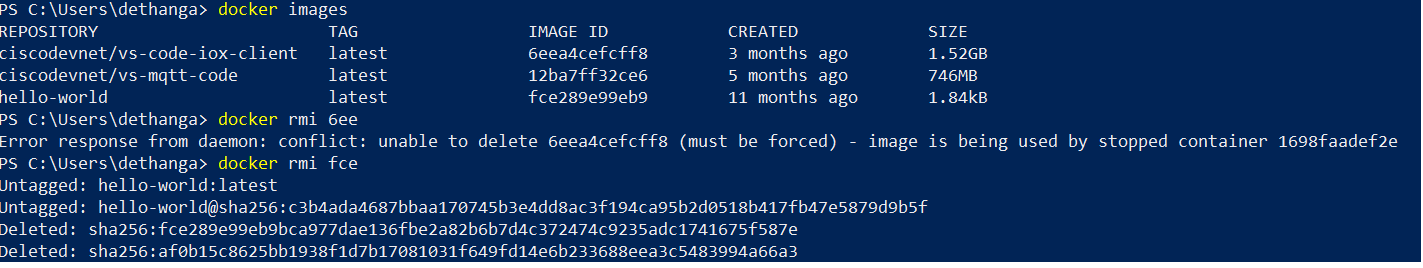 PS C:\Users\dethanga> docker images
REPOSITORY TAG IMAGE ID CREATED SIZE
ciscodevnet/vs-code-iox-client latest 6eea4cefcff8 3 months ago 1.52GB
ciscodevnet/vs-mqtt-code latest 12ba7ff32ce6 5 months ago 746MB
hello-world latest fce289e99eb9 11 months ago 1.84kB
PS C:\Users\dethanga> docker rmi 6ee
Error response from daemon: conflict: unable to delete 6eea4cefcff8 (must be forced) - image is being used by stopped container 1698faadef2e
PS C:\Users\dethanga> docker rmi fce
Untagged: hello-world:latest
Untagged: hello-world@sha256:c3b4ada4687bbaa170745b3e4dd8ac3f194ca95b2d0518b417fb47e5879d9b5f
Deleted: sha256:fce289e99eb9bca977dae136fbe2a82b6b7d4c372474c9235adc1741675f587e
Deleted: sha256:af0b15c8625bb1938f1d7b17081031f649fd14e6b233688eea3c5483994a66a3